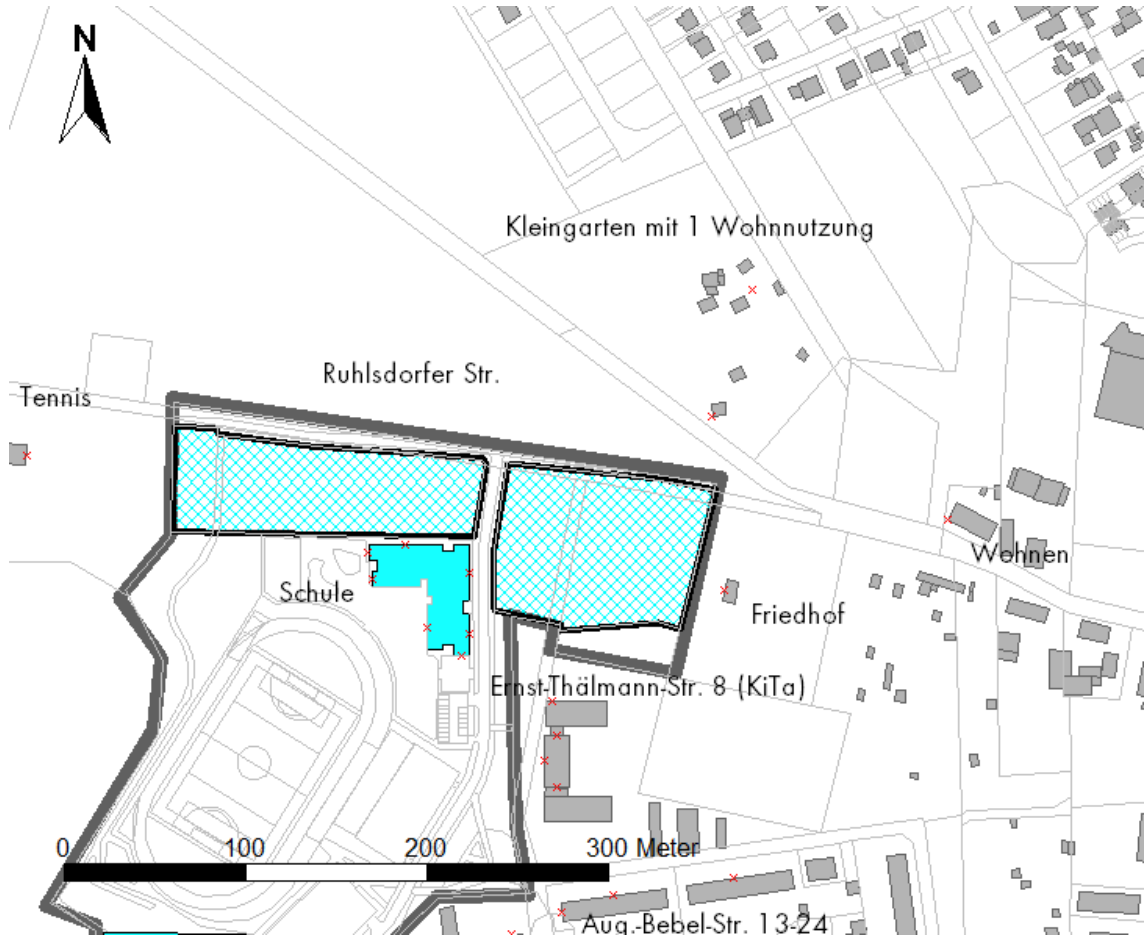 N
Kleingarten mit 1 Wohnnutzung
Ruhlsdorfer Str.
Tennis
Wohnen
Schule
Friedhof
Ernst-Thälmann-Str. 8 (KiTa)
0 100 200 300 Meter
Aug.-Bebel-Str. 13-24